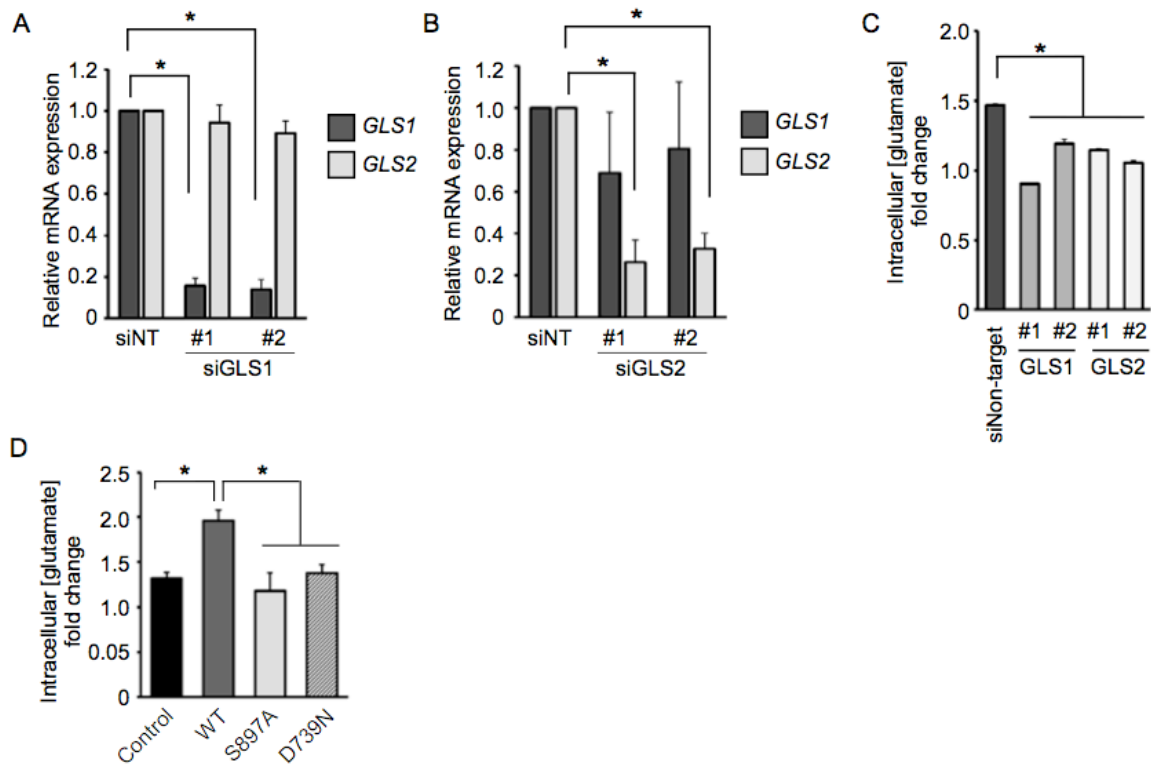 A
Relative mRNA expression
1.2
1.0
0.8
0.6
0.4
0.2
0
*
*
siNT
#1
#2
siGLS1
GLS1
GLS2
B
Relative mRNA expression
1.2
1.0
0.8
0.6
0.4
0.2
0
*
*
siNT
#1
#2
siGLS2
GLS1
GLS2
C
Intracellular [glutamate]
fold change
2.0
1.5
1.0
0.5
0
*
siNon-target
#1 #2 #1 #2
GLS1 GLS2
D
Intracellular [glutamate]
fold change
2.5
2.0
1.5
1.0
0.05
0
* *
Control
WT
S897A
D739N